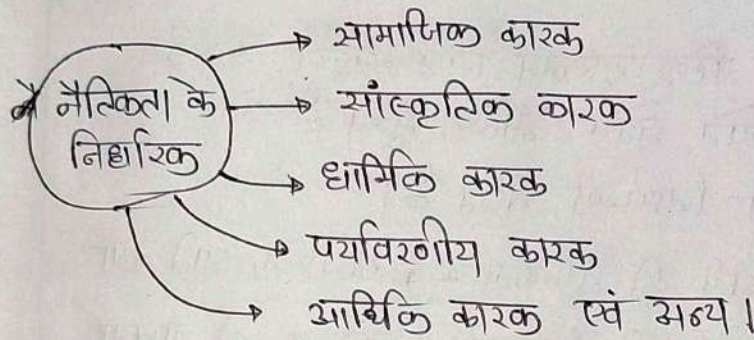 सामाजिक कारक
नैतिकता के
निर्धारक
सांस्कृतिक कारक
धार्मिक कारक
पर्यावरणीय कारक
आर्थिक कारक एवं अन्य।